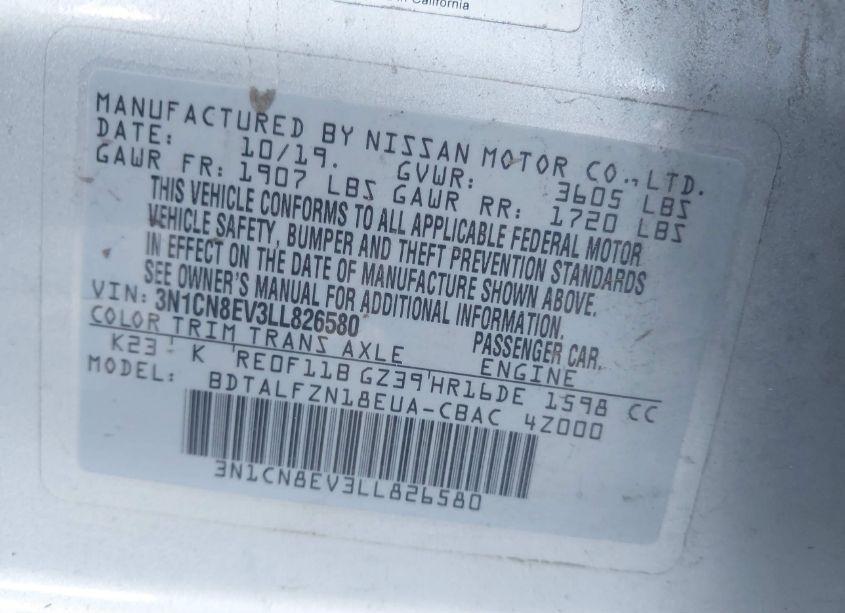 in California
MANUFACTURED BY NISSAN MOTOR CO.,LTD.
DATE: 10/19. GVWR: 3605 LBS
GAWR FR: 1907 LBS GAWR RR: 1720 LBS
THIS VEHICLE CONFORMS TO ALL APPLICABLE FEDERAL MOTOR
VEHICLE SAFETY, BUMPER AND THEFT PREVENTION STANDARDS
IN EFFECT ON THE DATE OF MANUFACTURE SHOWN ABOVE.
SEE OWNER'S MANUAL FOR ADDITIONAL INFORMATION.
VIN: 3N1CN8EV3LL826580 PASSENGER CAR.
COLOR TRIM TRANS AXLE ENGINE
K23 K RE0F11B GZ39 HR16DE 1598 CC
MODEL: BDTALFZN18EUA-CBAC 4Z000
3N1CN8EV3LL826580